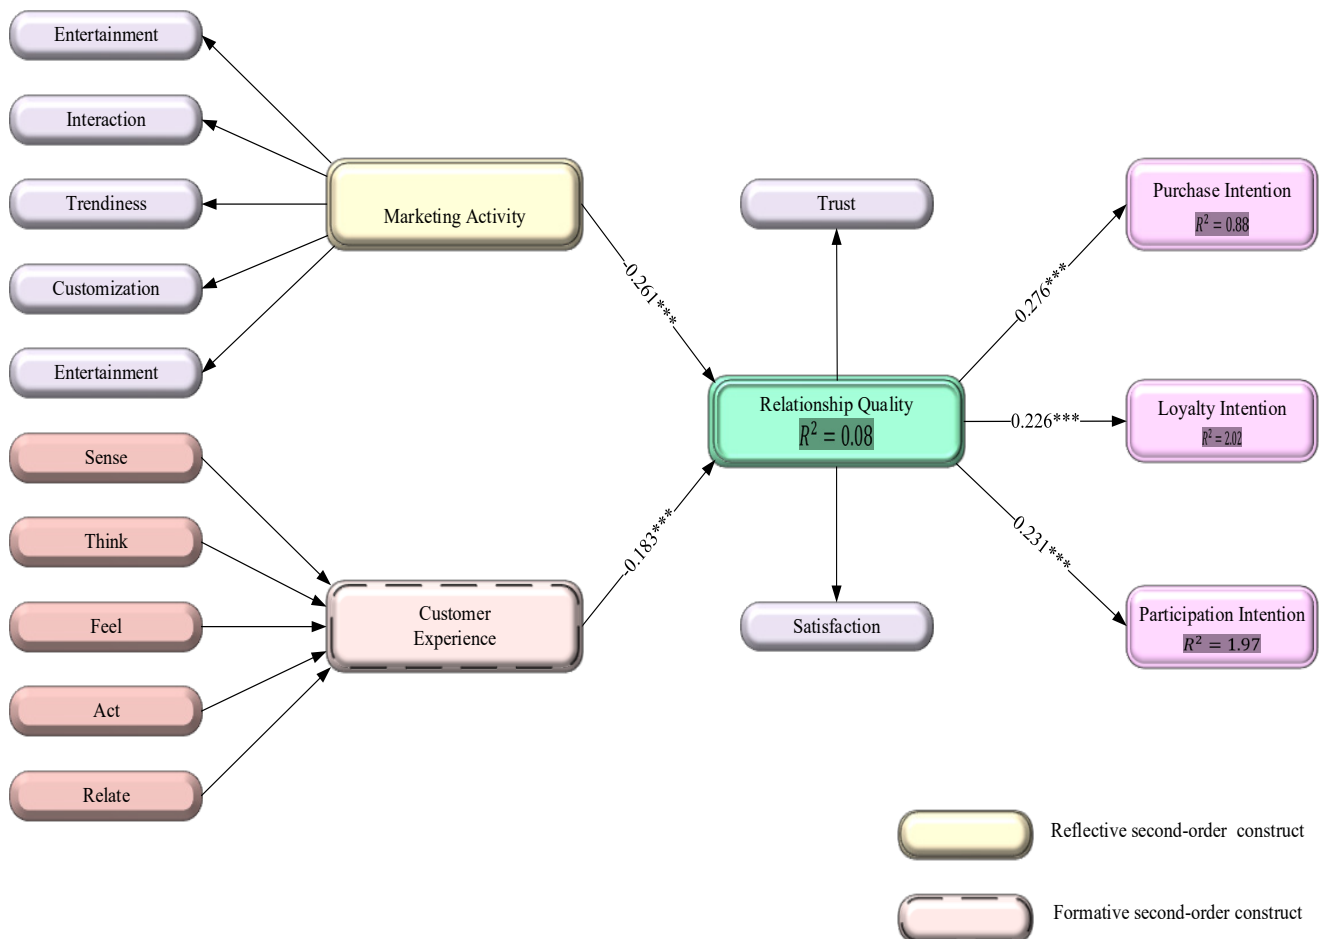 Entertainment
Interaction
Trendiness
Customization
Entertainment
Sense
Think
Feel
Act
Relate
Marketing Activity
Customer
Experience
-0.261***
-0.183***
Trust
Relationship Quality
R² = 0.08
Satisfaction
0.276***
0.226***
0.231***
Purchase Intention
R² = 0.88
Loyalty Intention
R² = 2.02
Participation Intention
R² = 1.97
Reflective second-order construct
Formative second-order construct